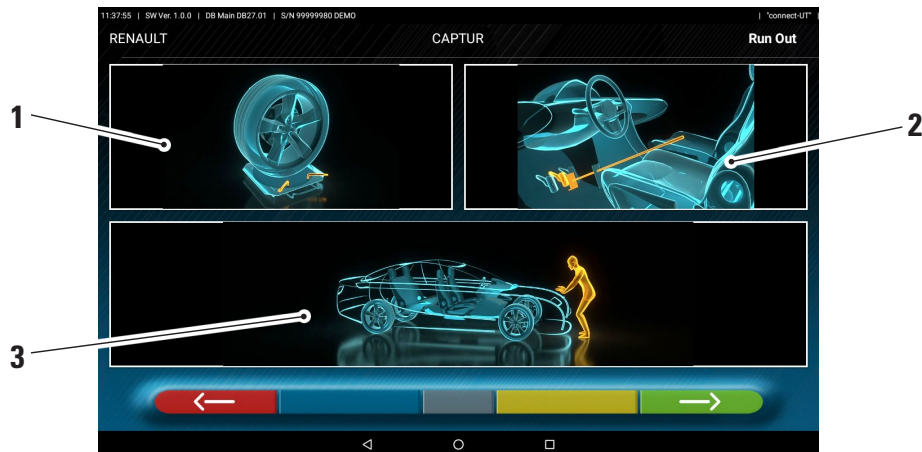 11:37:55 | SW Ver. 1.0.0 | DB Main DB27.01 | S/N 99999980 DEMO | "connect-UT" |
RENAULT CAPTUR Run Out
1
2
3